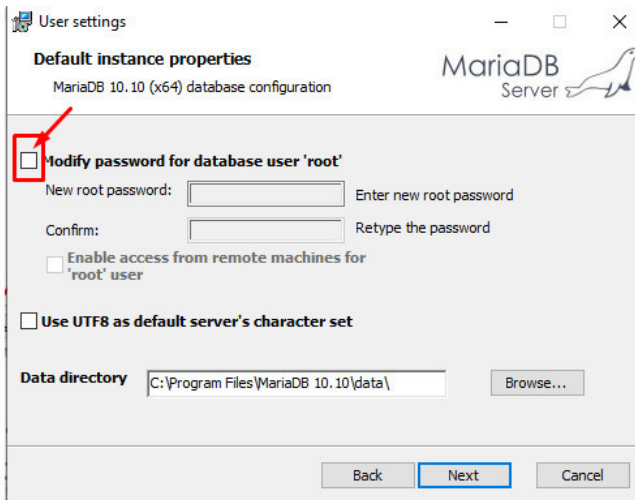 User settings
Default instance properties
MariaDB 10.10 (x64) database configuration
MariaDB
Server
Modify password for database user 'root'
New root password:
Enter new root password
Confirm:
Retype the password
Enable access from remote machines for
'root' user
Use UTF8 as default server's character set
Data directory
C:\Program Files\MariaDB 10.10\data\
Browse...
Back
Next
Cancel